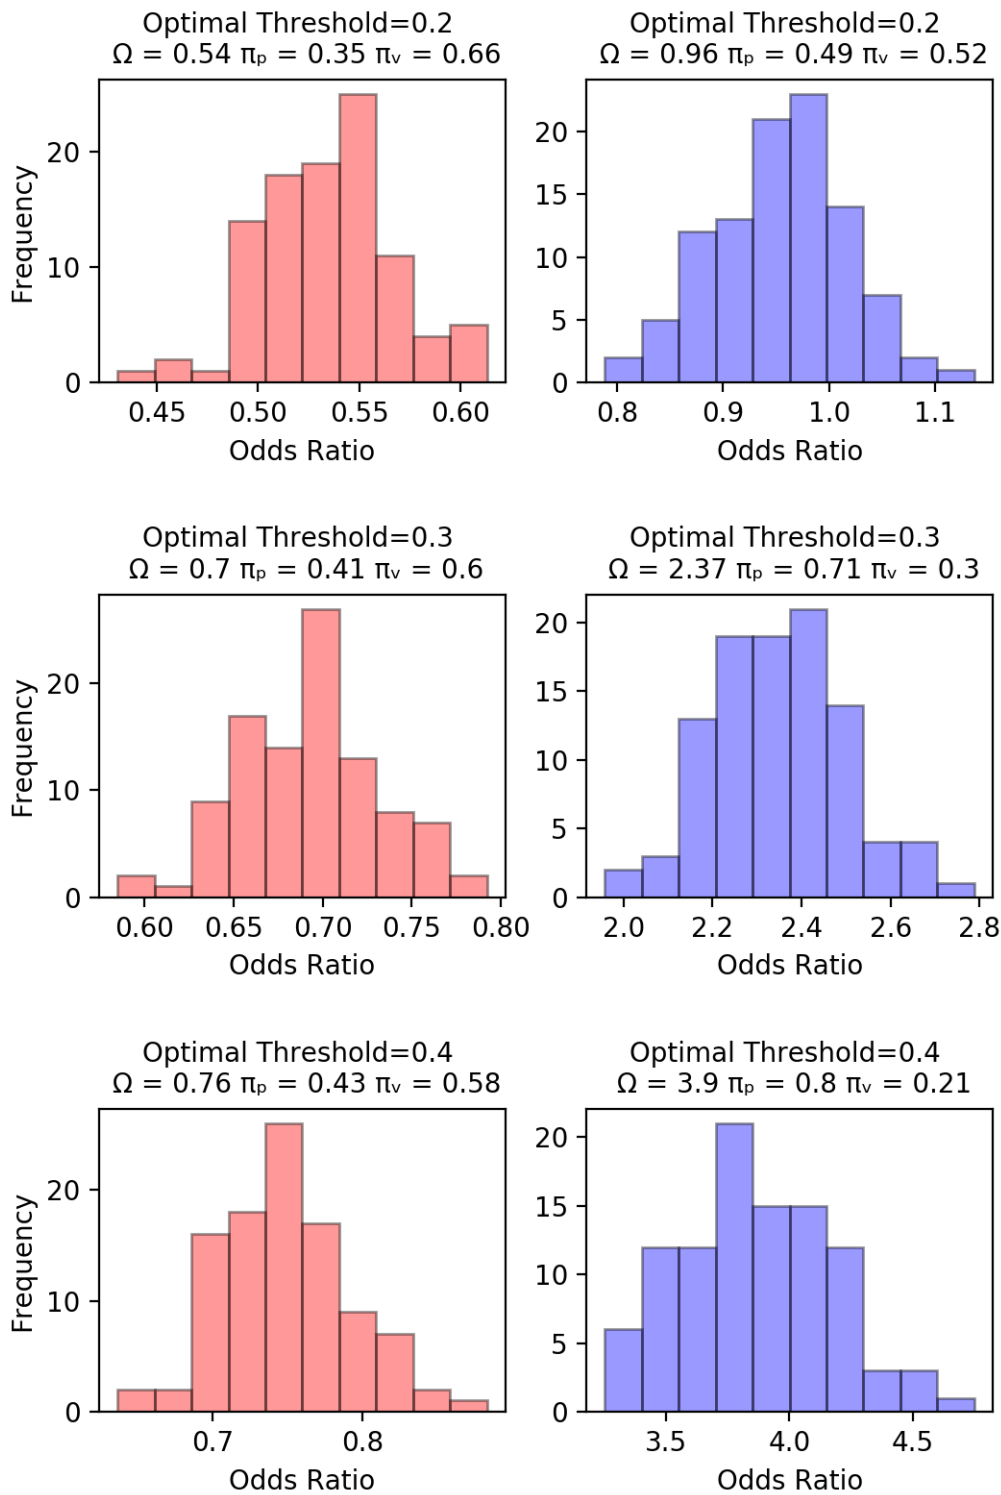 Optimal Threshold=0.2
Ω = 0.54 πₚ = 0.35 πᵥ = 0.66
Frequency
20
10
0
0.45 0.50 0.55 0.60
Odds Ratio
Optimal Threshold=0.2
Ω = 0.96 πₚ = 0.49 πᵥ = 0.52
20
15
10
5
0
0.8 0.9 1.0 1.1
Odds Ratio
Optimal Threshold=0.3
Ω = 0.7 πₚ = 0.41 πᵥ = 0.6
Frequency
20
10
0
0.60 0.65 0.70 0.75 0.80
Odds Ratio
Optimal Threshold=0.3
Ω = 2.37 πₚ = 0.71 πᵥ = 0.3
20
15
10
5
0
2.0 2.2 2.4 2.6 2.8
Odds Ratio
Optimal Threshold=0.4
Ω = 0.76 πₚ = 0.43 πᵥ = 0.58
Frequency
20
10
0
0.7 0.8
Odds Ratio
Optimal Threshold=0.4
Ω = 3.9 πₚ = 0.8 πᵥ = 0.21
20
15
10
5
0
3.5 4.0 4.5
Odds Ratio